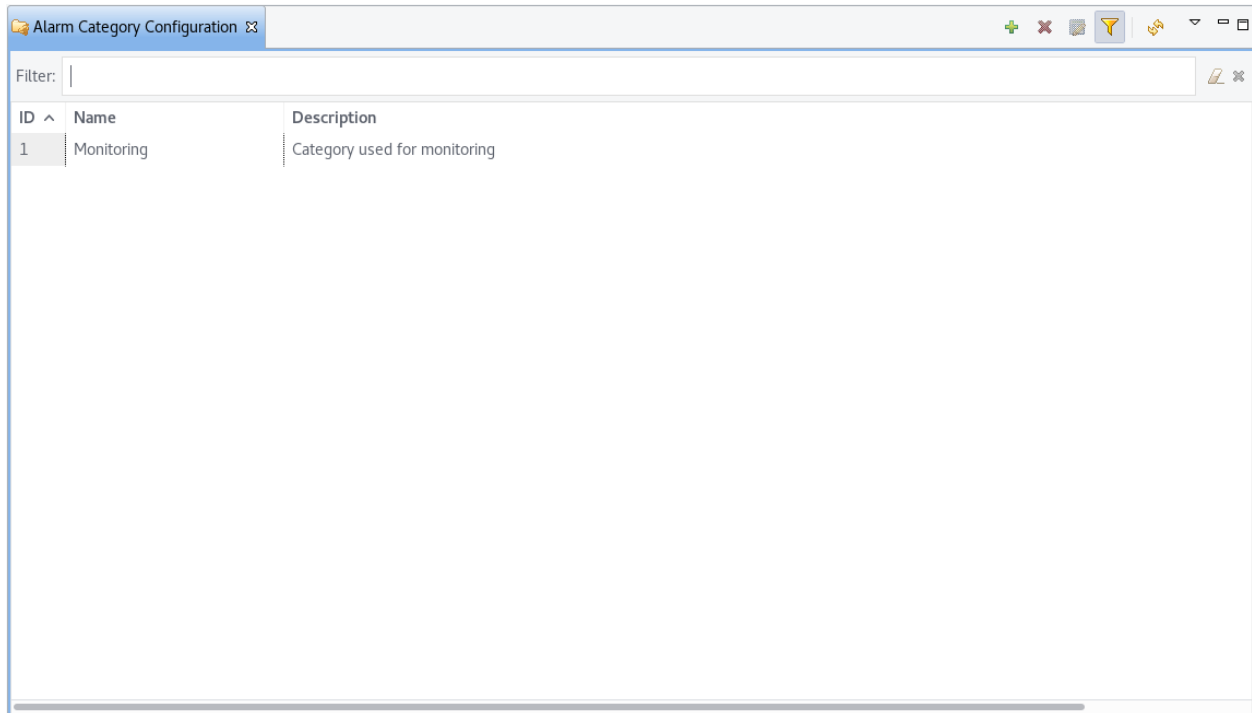 Alarm Category Configuration
Filter:
ID Name Description
1 Monitoring Category used for monitoring